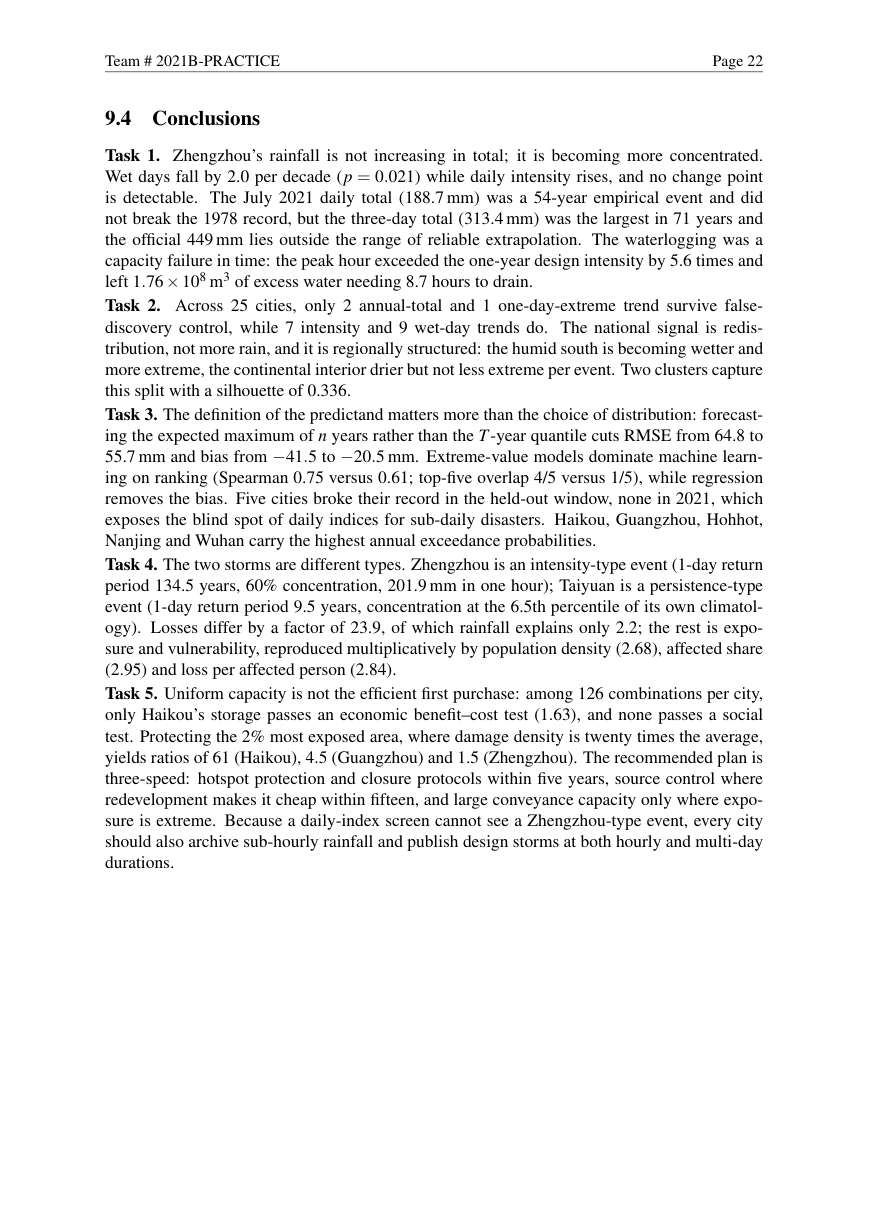 Team # 2021B-PRACTICE Page 22
9.4 Conclusions
Task 1. Zhengzhou's rainfall is not increasing in total; it is becoming more concentrated.
Wet days fall by 2.0 per decade (p = 0.021) while daily intensity rises, and no change point
is detectable. The July 2021 daily total (188.7 mm) was a 54-year empirical event and did
not break the 1978 record, but the three-day total (313.4 mm) was the largest in 71 years and
the official 449 mm lies outside the range of reliable extrapolation. The waterlogging was a
capacity failure in time: the peak hour exceeded the one-year design intensity by 5.6 times and
left 1.76 × 10⁸ m³ of excess water needing 8.7 hours to drain.
Task 2. Across 25 cities, only 2 annual-total and 1 one-day-extreme trend survive false-
discovery control, while 7 intensity and 9 wet-day trends do. The national signal is redis-
tribution, not more rain, and it is regionally structured: the humid south is becoming wetter and
more extreme, the continental interior drier but not less extreme per event. Two clusters capture
this split with a silhouette of 0.336.
Task 3. The definition of the predictand matters more than the choice of distribution: forecast-
ing the expected maximum of n years rather than the T-year quantile cuts RMSE from 64.8 to
55.7 mm and bias from −41.5 to −20.5 mm. Extreme-value models dominate machine learn-
ing on ranking (Spearman 0.75 versus 0.61; top-five overlap 4/5 versus 1/5), while regression
removes the bias. Five cities broke their record in the held-out window, none in 2021, which
exposes the blind spot of daily indices for sub-daily disasters. Haikou, Guangzhou, Hohhot,
Nanjing and Wuhan carry the highest annual exceedance probabilities.
Task 4. The two storms are different types. Zhengzhou is an intensity-type event (1-day return
period 134.5 years, 60% concentration, 201.9 mm in one hour); Taiyuan is a persistence-type
event (1-day return period 9.5 years, concentration at the 6.5th percentile of its own climatol-
ogy). Losses differ by a factor of 23.9, of which rainfall explains only 2.2; the rest is expo-
sure and vulnerability, reproduced multiplicatively by population density (2.68), affected share
(2.95) and loss per affected person (2.84).
Task 5. Uniform capacity is not the efficient first purchase: among 126 combinations per city,
only Haikou's storage passes an economic benefit–cost test (1.63), and none passes a social
test. Protecting the 2% most exposed area, where damage density is twenty times the average,
yields ratios of 61 (Haikou), 4.5 (Guangzhou) and 1.5 (Zhengzhou). The recommended plan is
three-speed: hotspot protection and closure protocols within five years, source control where
redevelopment makes it cheap within fifteen, and large conveyance capacity only where expo-
sure is extreme. Because a daily-index screen cannot see a Zhengzhou-type event, every city
should also archive sub-hourly rainfall and publish design storms at both hourly and multi-day
durations.